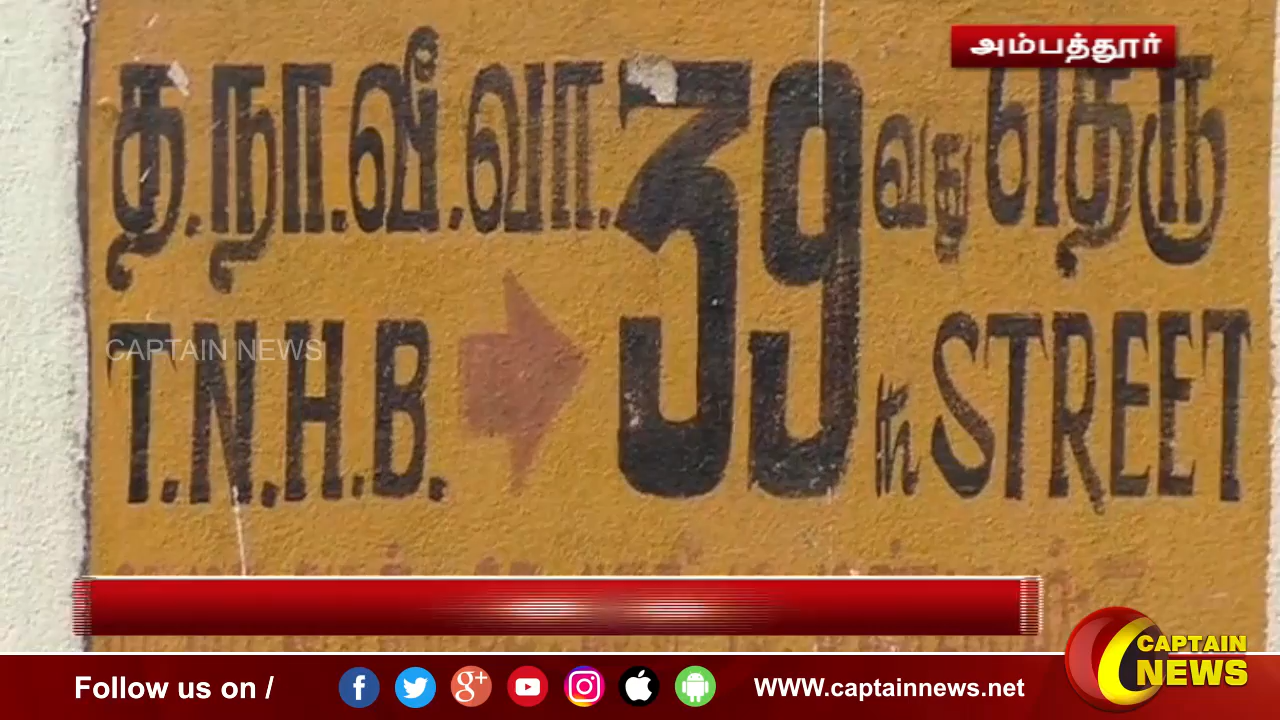 அம்பத்தூர்
த.நா.வீ.வா. 39 வது தெரு
T.N.H.B. 39 th STREET
CAPTAIN NEWS
Follow us on / WWW.captainnews.net
CAPTAIN
NEWS